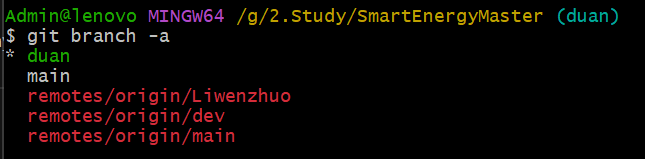 Admin@lenovo MINGW64 /g/2.Study/SmartEnergyMaster (duan)
$ git branch -a
* duan
  main
  remotes/origin/Liwenzhuo
  remotes/origin/dev
  remotes/origin/main